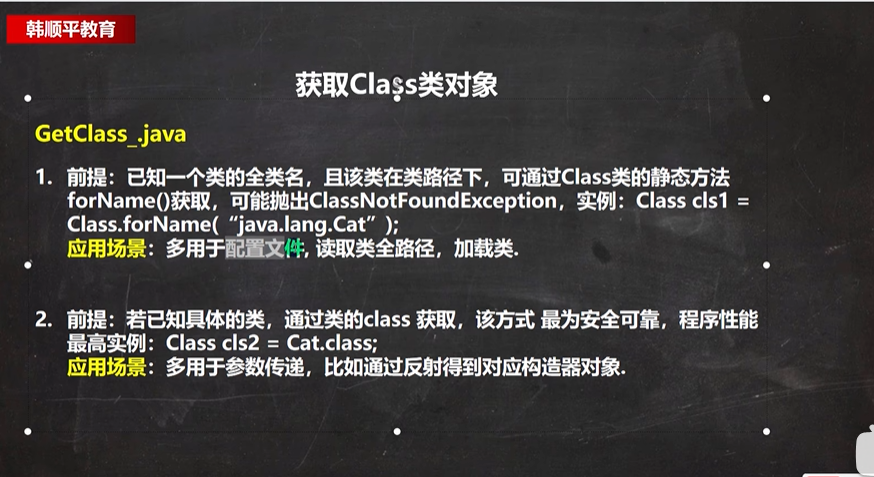 韩顺平教育
获取Class类对象
GetClass_.java
1. 前提：已知一个类的全类名，且该类在类路径下，可通过Class类的静态方法
forName()获取，可能抛出ClassNotFoundException，实例：Class cls1 =
Class.forName( “java.lang.Cat” );
应用场景：多用于配置文件, 读取类全路径，加载类.
2. 前提：若已知具体的类，通过类的class 获取，该方式 最为安全可靠，程序性能
最高实例：Class cls2 = Cat.class;
应用场景：多用于参数传递，比如通过反射得到对应构造器对象.